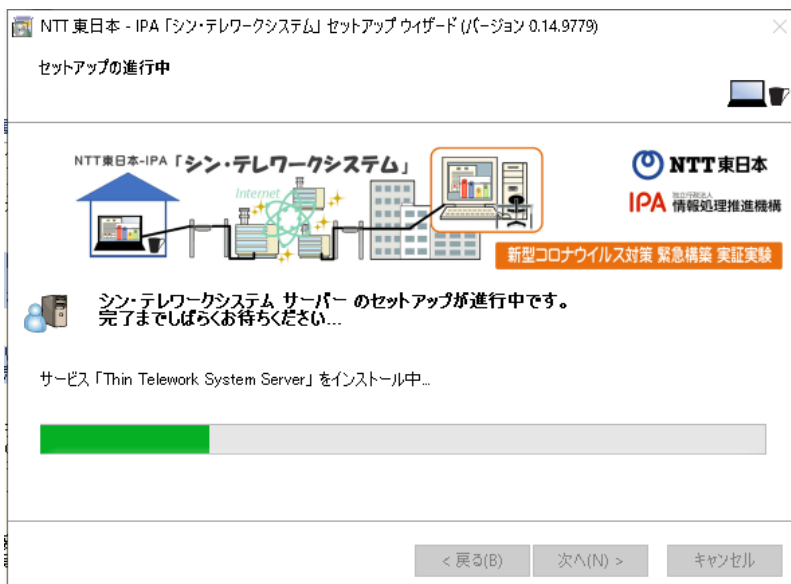 NTT 東日本 - IPA 「シン・テレワークシステム」 セットアップ ウィザード (バージョン 0.14.9779)
セットアップの進行中
NTT東日本-IPA「シン・テレワークシステム」
Internet
NTT東日本
IPA 独立行政法人 情報処理推進機構
新型コロナウイルス対策 緊急構築 実証実験
シン・テレワークシステム サーバー のセットアップが進行中です。
完了までしばらくお待ちください...
サービス 「Thin Telework System Server」 をインストール中...
< 戻る(B)
次へ(N) >
キャンセル